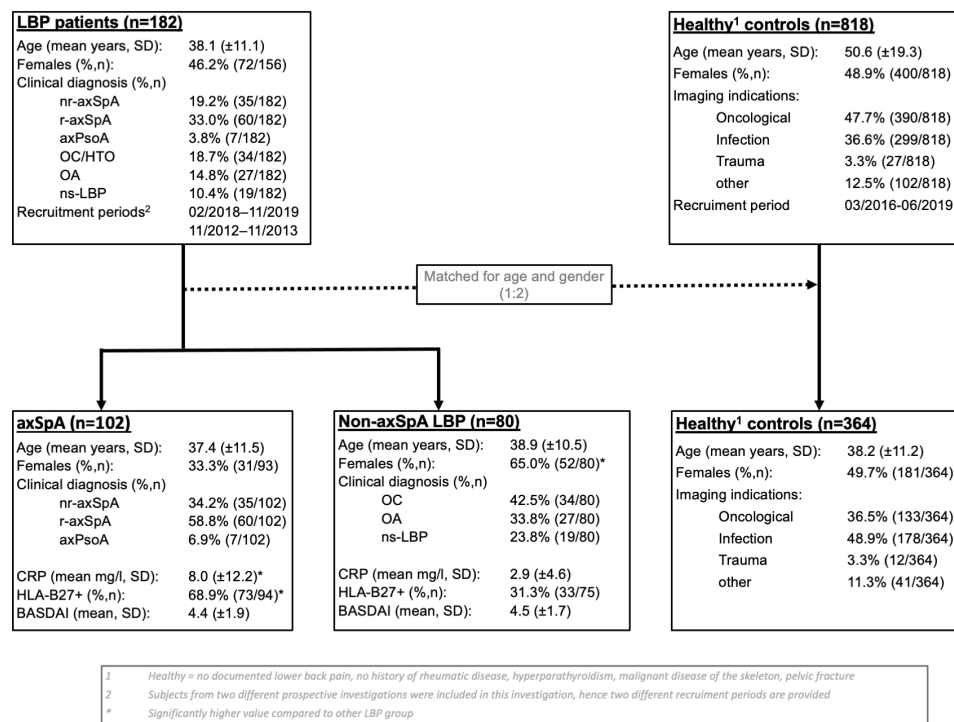 LBP patients (n=182)
Age (mean years, SD): 38.1 (±11.1)
Females (%,n): 46.2% (72/156)
Clinical diagnosis (%,n)
nr-axSpA 19.2% (35/182)
r-axSpA 33.0% (60/182)
axPsoA 3.8% (7/182)
OC/HTO 18.7% (34/182)
OA 14.8% (27/182)
ns-LBP 10.4% (19/182)
Recruitment periods2 02/2018–11/2019
11/2012–11/2013
Healthy1 controls (n=818)
Age (mean years, SD): 50.6 (±19.3)
Females (%,n): 48.9% (400/818)
Imaging indications:
Oncological 47.7% (390/818)
Infection 36.6% (299/818)
Trauma 3.3% (27/818)
other 12.5% (102/818)
Recruiment period 03/2016-06/2019
Matched for age and gender
(1:2)
axSpA (n=102)
Age (mean years, SD): 37.4 (±11.5)
Females (%,n): 33.3% (31/93)
Clinical diagnosis (%,n)
nr-axSpA 34.2% (35/102)
r-axSpA 58.8% (60/102)
axPsoA 6.9% (7/102)
CRP (mean mg/l, SD): 8.0 (±12.2)*
HLA-B27+ (%,n): 68.9% (73/94)*
BASDAI (mean, SD): 4.4 (±1.9)
Non-axSpA LBP (n=80)
Age (mean years, SD): 38.9 (±10.5)
Females (%,n): 65.0% (52/80)*
Clinical diagnosis (%,n)
OC 42.5% (34/80)
OA 33.8% (27/80)
ns-LBP 23.8% (19/80)
CRP (mean mg/l, SD): 2.9 (±4.6)
HLA-B27+ (%,n): 31.3% (33/75)
BASDAI (mean, SD): 4.5 (±1.7)
Healthy1 controls (n=364)
Age (mean years, SD): 38.2 (±11.2)
Females (%,n): 49.7% (181/364)
Imaging indications:
Oncological 36.5% (133/364)
Infection 48.9% (178/364)
Trauma 3.3% (12/364)
other 11.3% (41/364)
1 Healthy = no documented lower back pain, no history of rheumatic disease, hyperparathyroidism, malignant disease of the skeleton, pelvic fracture
2 Subjects from two different prospective investigations were included in this investigation, hence two different recruiment periods are provided
* Significantly higher value compared to other LBP group